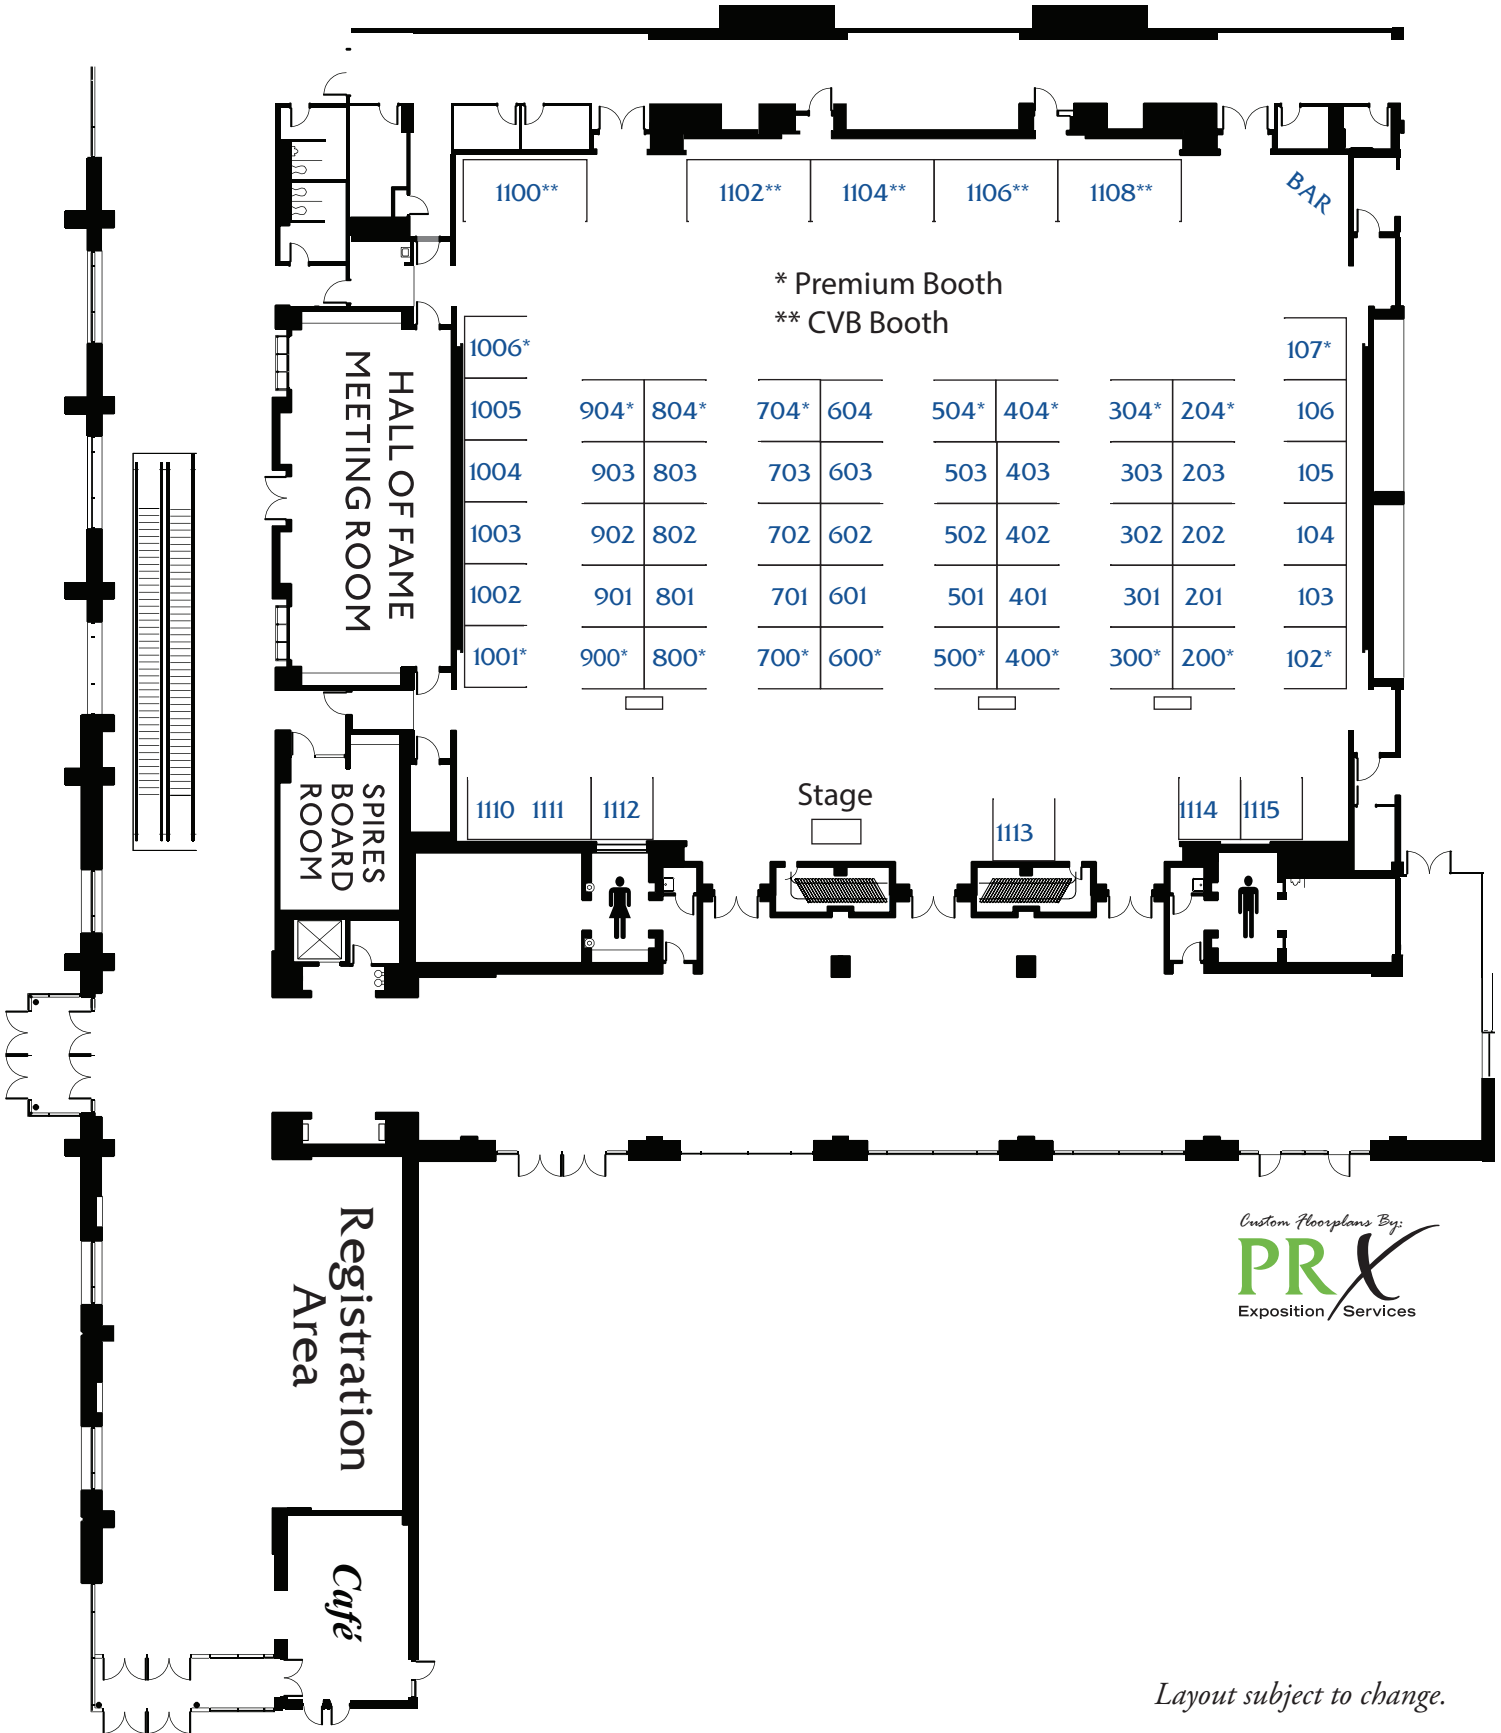 1100** 1102** 1104** 1106** 1108** BAR
* Premium Booth
** CVB Booth
1006* 107*
1005 904* 804* 704* 604 504* 404* 304* 204* 106
1004 903 803 703 603 503 403 303 203 105
1003 902 802 702 602 502 402 302 202 104
1002 901 801 701 601 501 401 301 201 103
1001* 900* 800* 700* 600* 500* 400* 300* 200* 102*
HALL OF FAME
MEETING ROOM
SPIRES
BOARD
ROOM
Stage
1110 1111 1112 1113 1114 1115
Registration
Area
Café
Custom Floorplans By:
PRX
Exposition Services
Layout subject to change.